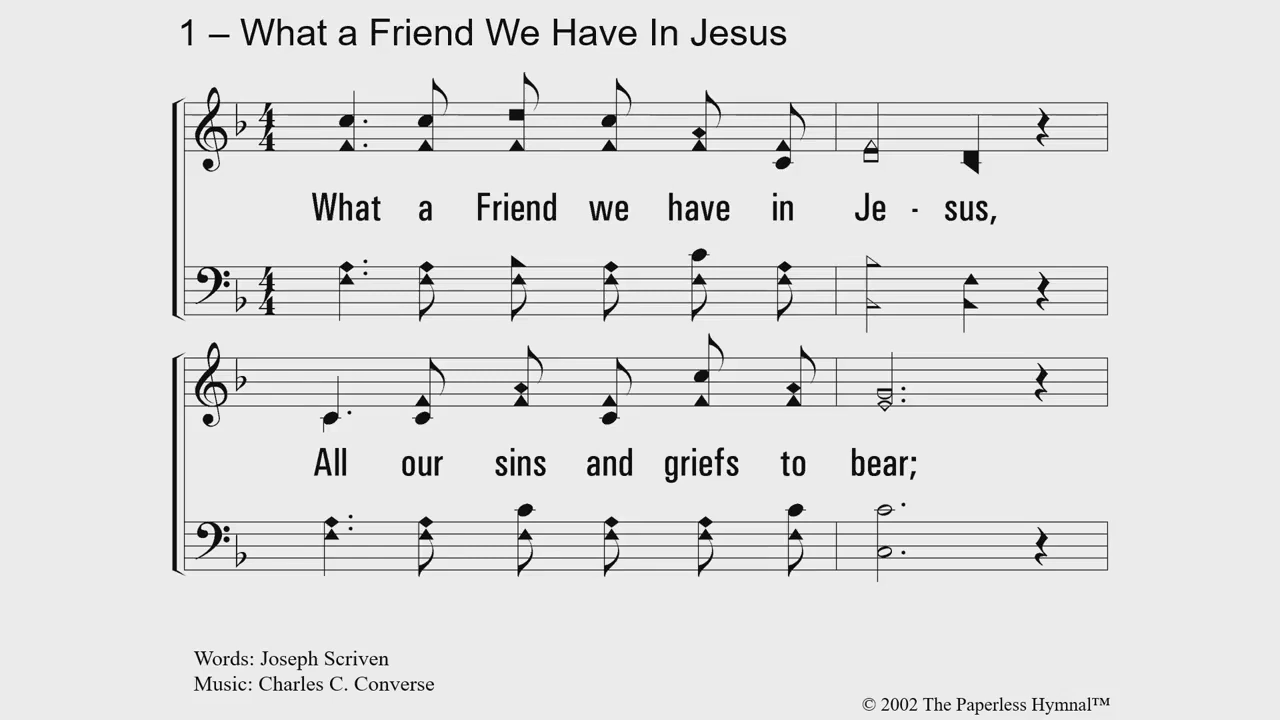 1 – What a Friend We Have In Jesus
What a Friend we have in Je - sus,
All our sins and griefs to bear;
Words: Joseph Scriven
Music: Charles C. Converse
© 2002 The Paperless Hymnal™